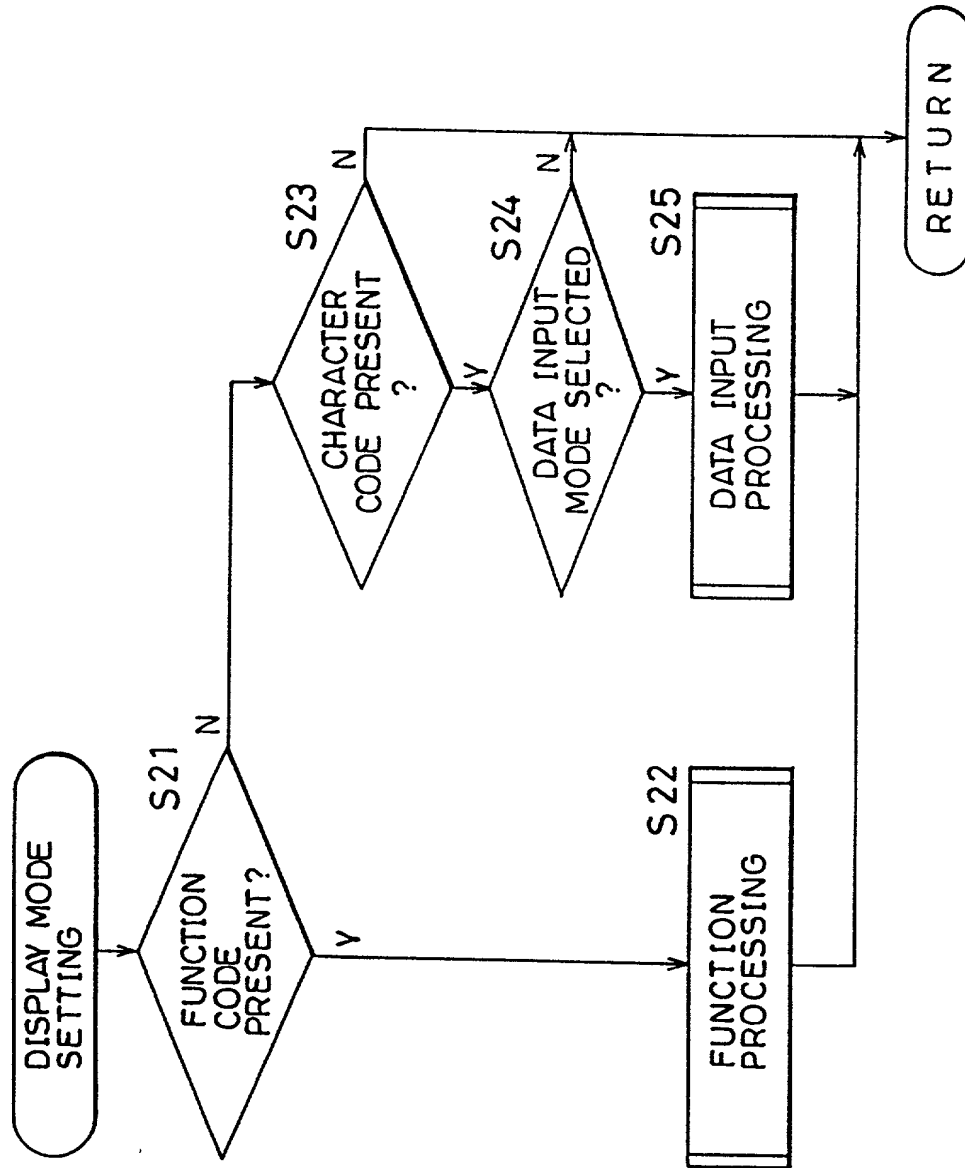 DISPLAY MODE
SETTING
S21
FUNCTION
CODE
PRESENT?
N
Y
S22
FUNCTION
PROCESSING
S23
CHARACTER
CODE PRESENT
?
N
Y
S24
DATA INPUT
MODE SELECTED
?
N
Y
S25
DATA INPUT
PROCESSING
RETURN